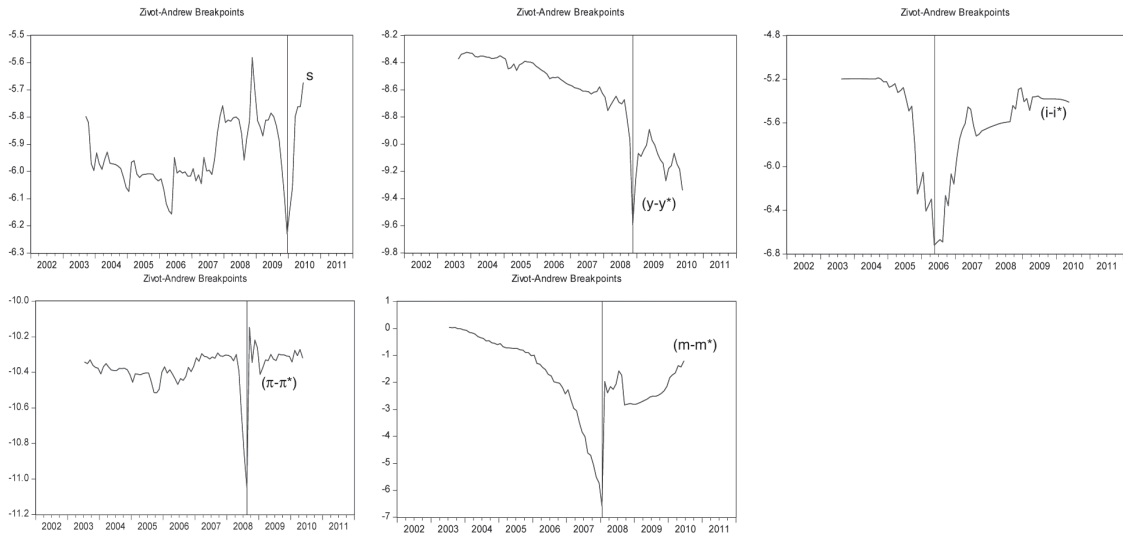 Zivot-Andrew Breakpoints
-5.5
-5.6
-5.7
-5.8
-5.9
-6.0
-6.1
-6.2
-6.3
s
2002 2003 2004 2005 2006 2007 2008 2009 2010 2011
Zivot-Andrew Breakpoints
-8.2
-8.4
-8.6
-8.8
-9.0
-9.2
-9.4
-9.6
-9.8
(y-y*)
2002 2003 2004 2005 2006 2007 2008 2009 2010 2011
Zivot-Andrew Breakpoints
-4.8
-5.2
-5.6
-6.0
-6.4
-6.8
(i-i*)
2002 2003 2004 2005 2006 2007 2008 2009 2010 2011
Zivot-Andrew Breakpoints
-10.0
-10.2
-10.4
-10.6
-10.8
-11.0
-11.2
(π-π*)
2002 2003 2004 2005 2006 2007 2008 2009 2010 2011
Zivot-Andrew Breakpoints
1
0
-1
-2
-3
-4
-5
-6
-7
(m-m*)
2002 2003 2004 2005 2006 2007 2008 2009 2010 2011